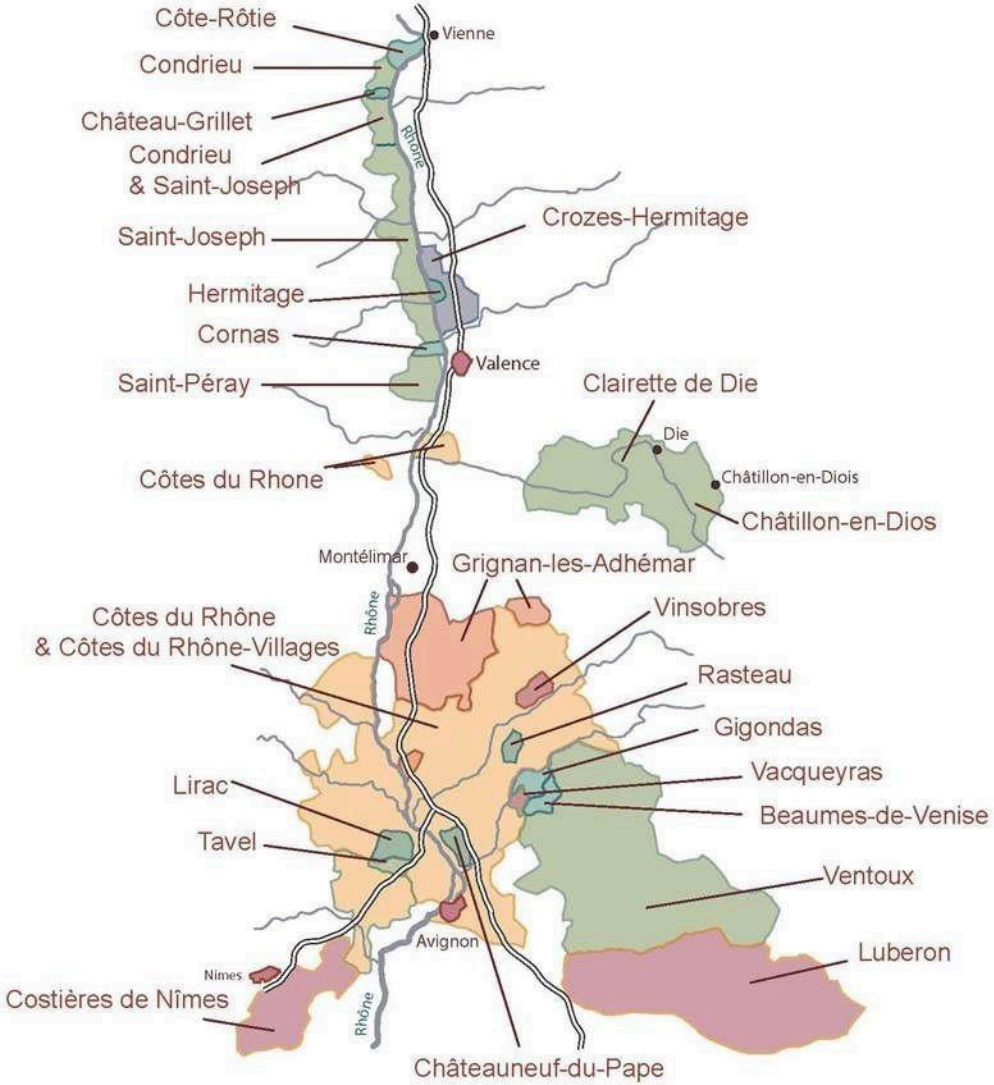 Côte-Rôtie
Vienne
Condrieu
Château-Grillet
Rhône
Condrieu
& Saint-Joseph
Crozes-Hermitage
Saint-Joseph
Hermitage
Cornas
Valence
Saint-Péray
Clairette de Die
Die
Côtes du Rhone
Châtillon-en-Diois
Châtillon-en-Dios
Montélimar
Grignan-les-Adhémar
Rhône
Vinsobres
Côtes du Rhône
& Côtes du Rhône-Villages
Rasteau
Gigondas
Vacqueyras
Lirac
Beaumes-de-Venise
Tavel
Ventoux
Avignon
Luberon
Nimes
Costières de Nîmes
Rhône
Châteauneuf-du-Pape